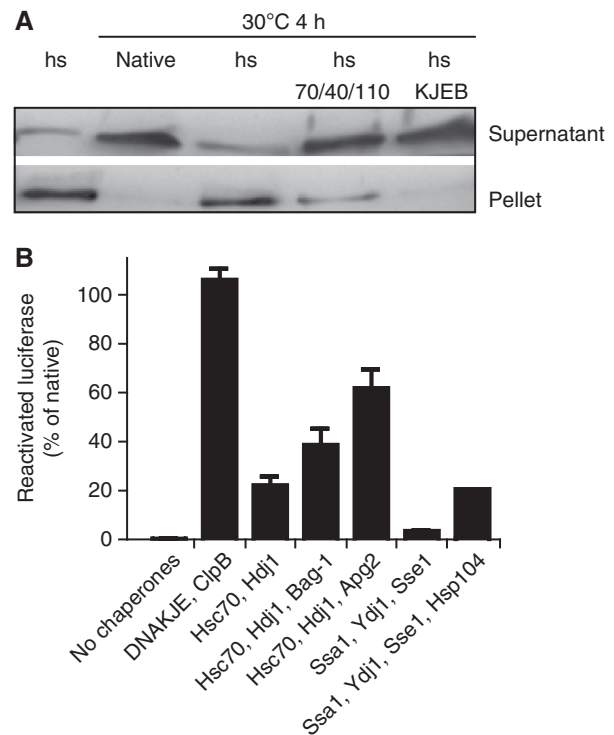 A
30°C 4 h
hs Native hs hs hs
70/40/110 KJEB
Supernatant
Pellet
B
Reactivated luciferase
(% of native)
100
80
60
40
20
0
No chaperones
DNAKJE, ClpB
Hsc70, Hdj1
Hsc70, Hdj1, Bag-1
Hsc70, Hdj1, Apg2
Ssa1, Ydj1, Sse1
Ssa1, Ydj1, Sse1, Hsp104